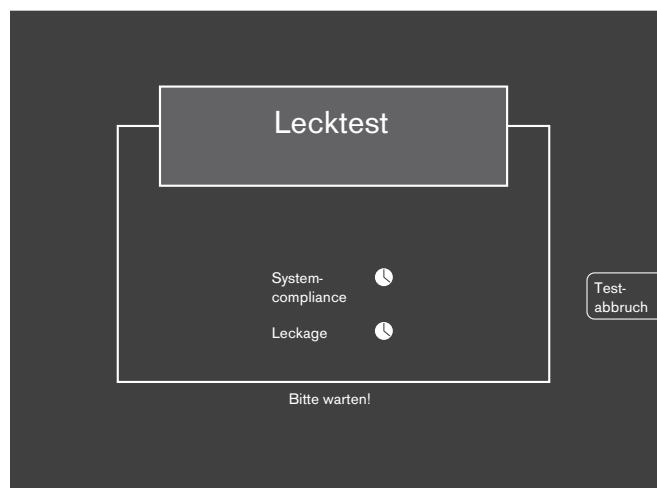 Lecktest
System-
compliance
Leckage
Test-
abbruch
Bitte warten!